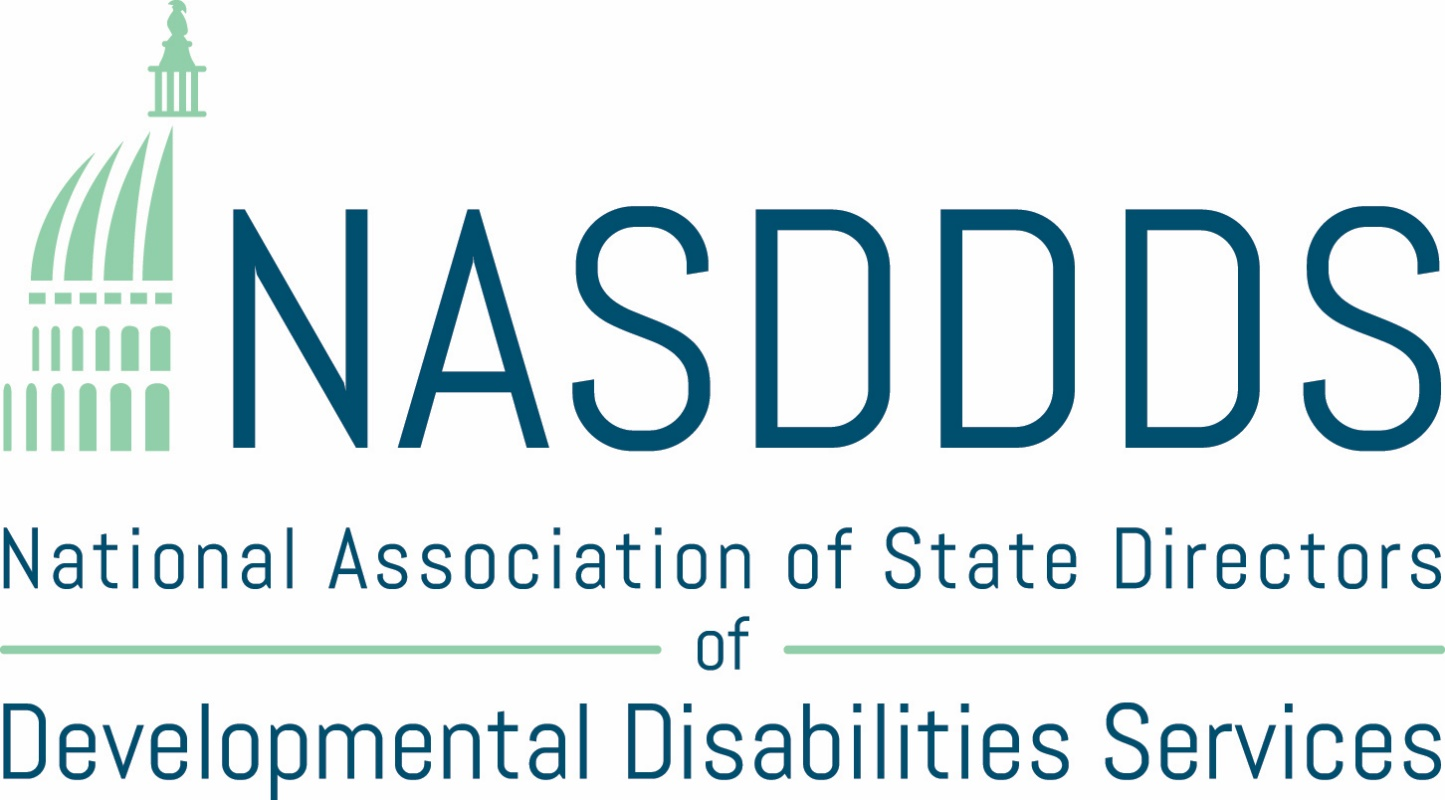 NASDDDS
National Association of State Directors
of
Developmental Disabilities Services